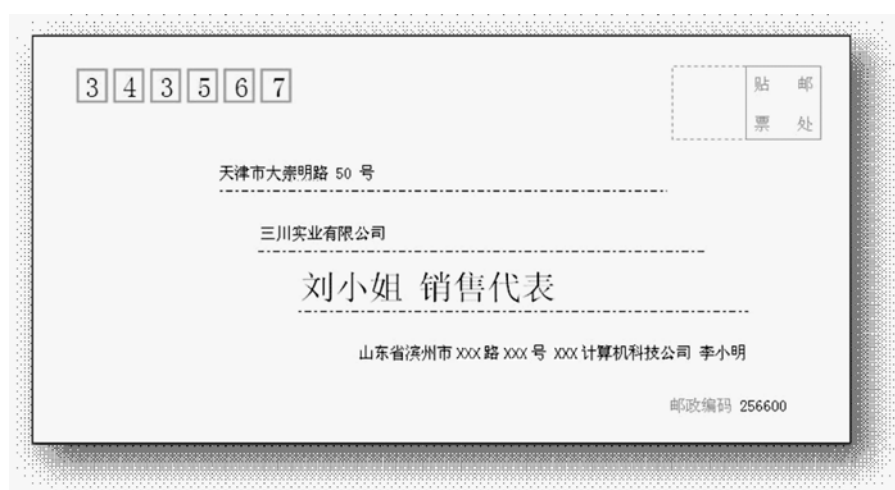 343567
贴 邮
票 处
天津市大崇明路 50 号
三川实业有限公司
刘小姐 销售代表
山东省滨州市 XXX 路 XXX 号 XXX 计算机科技公司 李小明
邮政编码 256600